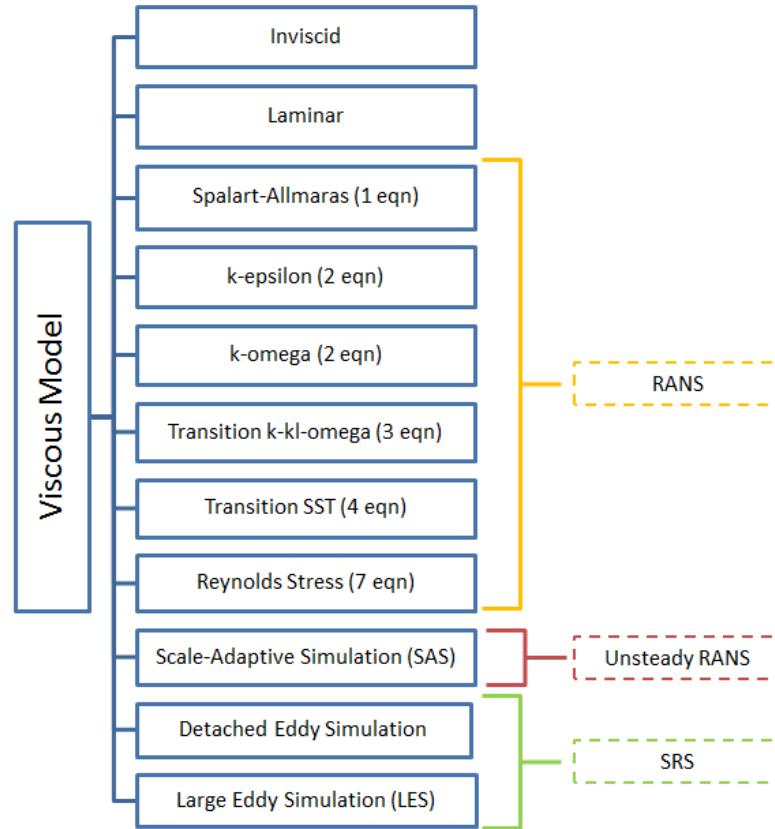 Viscous Model
Inviscid
Laminar
Spalart-Allmaras (1 eqn)
k-epsilon (2 eqn)
k-omega (2 eqn)
Transition k-kl-omega (3 eqn)
Transition SST (4 eqn)
Reynolds Stress (7 eqn)
Scale-Adaptive Simulation (SAS)
Detached Eddy Simulation
Large Eddy Simulation (LES)
RANS
Unsteady RANS
SRS